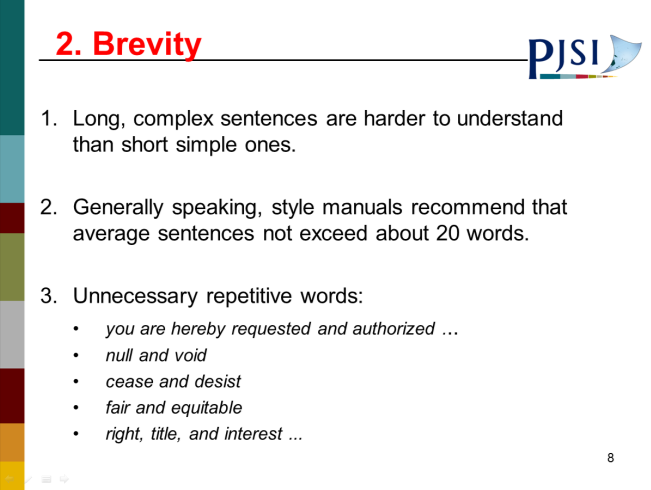 2. Brevity
PJSI
1. Long, complex sentences are harder to understand
than short simple ones.
2. Generally speaking, style manuals recommend that
average sentences not exceed about 20 words.
3. Unnecessary repetitive words:
• you are hereby requested and authorized …
• null and void
• cease and desist
• fair and equitable
• right, title, and interest ...
8